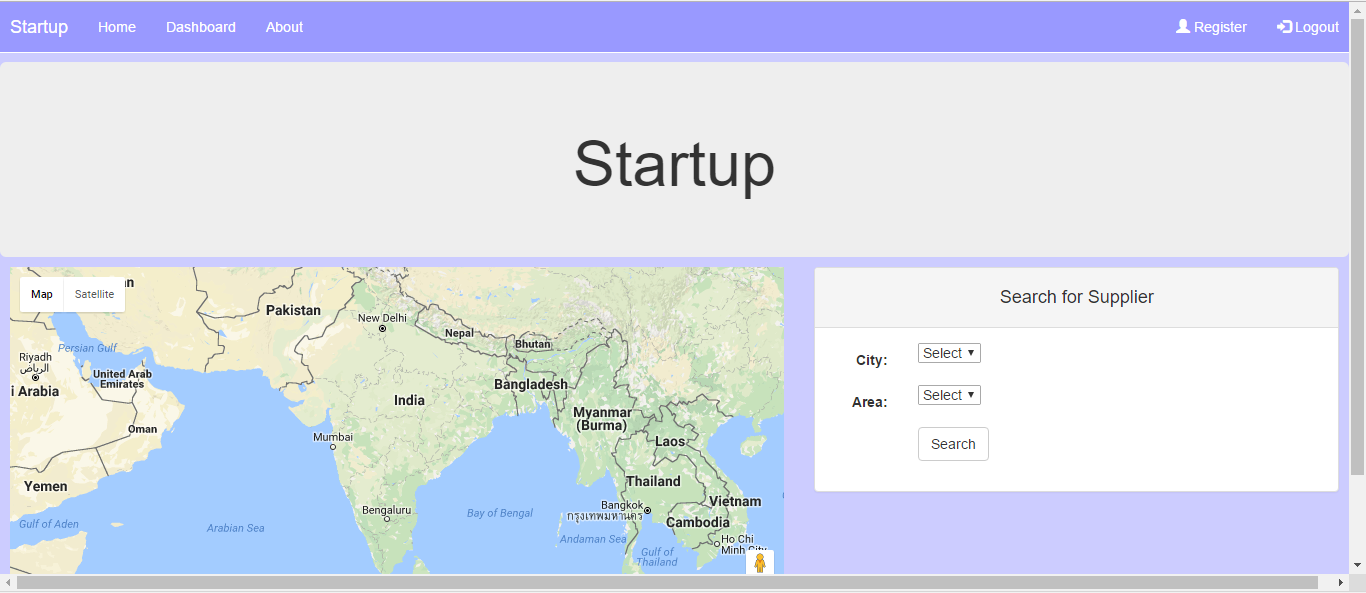 Startup Home Dashboard About Register Logout
Startup
Map Satellite
an
Pakistan
New Delhi
Nepal
Bhutan
Persian Gulf
Riyadh
الرياض
United Arab
Emirates
i Arabia
Bangladesh
India
Myanmar
(Burma)
Oman
Mumbai
Laos
Yemen
Thailand
Vietnam
Bangkok
กรุงเทพมหานคร
Bengaluru
Bay of Bengal
Cambodia
Gulf of Aden
Arabian Sea
Andaman Sea
Ho Chi
Minh City
Gulf of
Thailand
Search for Supplier
City: Select
Area: Select
Search